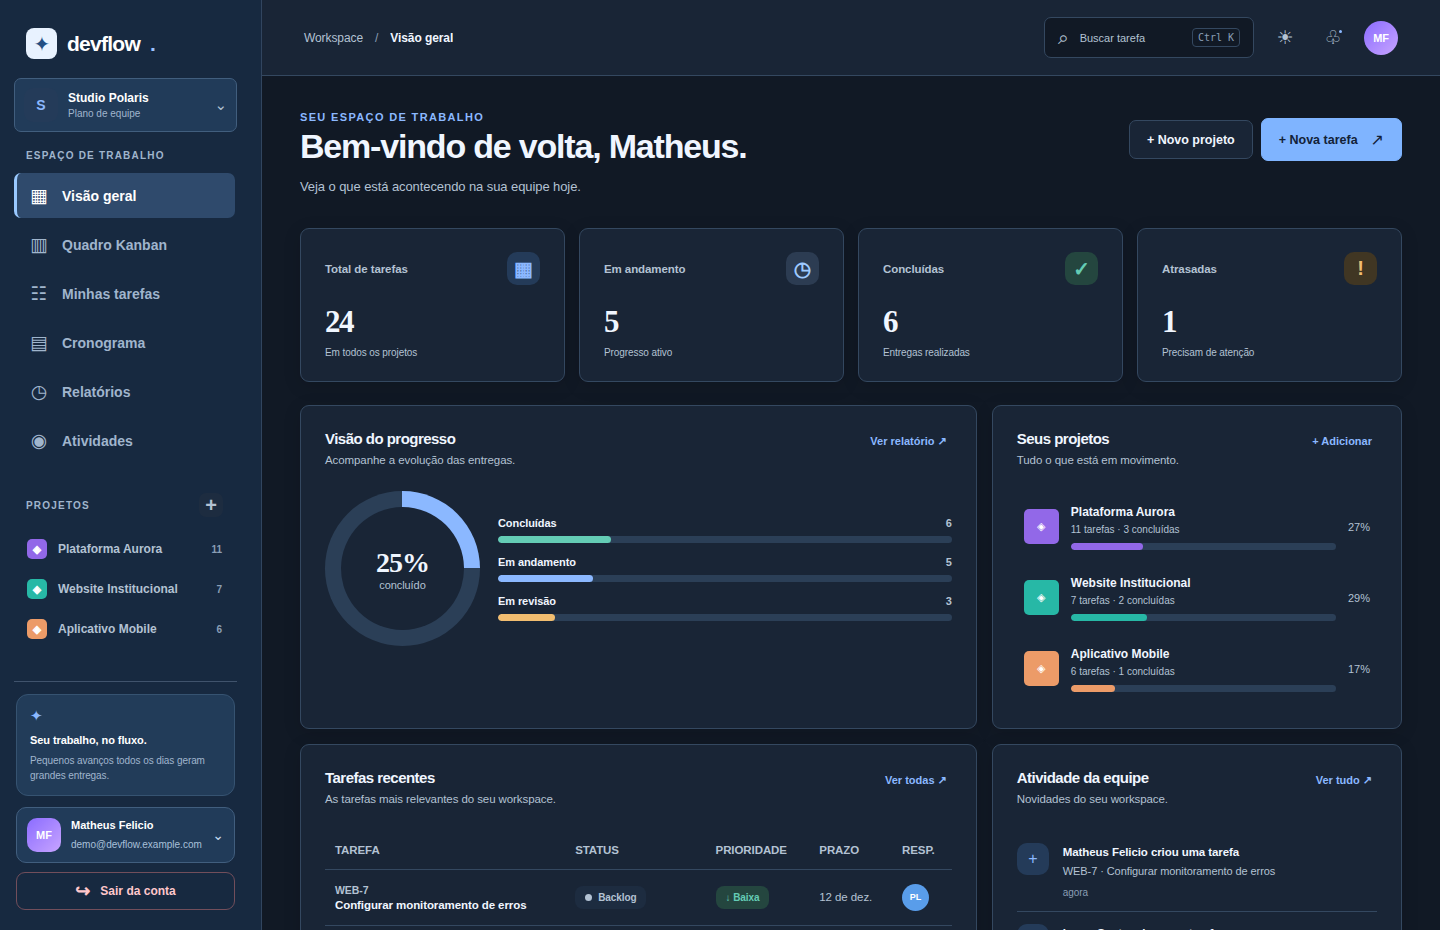 devflow.
S
Studio Polaris
Plano de equipe
ESPAÇO DE TRABALHO
Visão geral
Quadro Kanban
Minhas tarefas
Cronograma
Relatórios
Atividades
PROJETOS +
Plataforma Aurora 11
Website Institucional 7
Aplicativo Mobile 6
Seu trabalho, no fluxo.
Pequenos avanços todos os dias geram
grandes entregas.
MF
Matheus Felicio
demo@devflow.example.com
Sair da conta
Workspace / Visão geral
Buscar tarefa Ctrl K
MF
SEU ESPAÇO DE TRABALHO
Bem-vindo de volta, Matheus.
Veja o que está acontecendo na sua equipe hoje.
+ Novo projeto
+ Nova tarefa ↗
Total de tarefas
24
Em todos os projetos
Em andamento
5
Progresso ativo
Concluídas ✓
6
Entregas realizadas
Atrasadas !
1
Precisam de atenção
Visão do progresso
Acompanhe a evolução das entregas.
Ver relatório ↗
25%
concluído
Concluídas 6
Em andamento 5
Em revisão 3
Seus projetos
Tudo o que está em movimento.
+ Adicionar
Plataforma Aurora
11 tarefas · 3 concluídas
27%
Website Institucional
7 tarefas · 2 concluídas
29%
Aplicativo Mobile
6 tarefas · 1 concluídas
17%
Tarefas recentes
As tarefas mais relevantes do seu workspace.
Ver todas ↗
TAREFA STATUS PRIORIDADE PRAZO RESP.
WEB-7
Configurar monitoramento de erros
Backlog ↓ Baixa 12 de dez. PL
Atividade da equipe
Novidades do seu workspace.
Ver tudo ↗
+
Matheus Felicio criou uma tarefa
WEB-7 · Configurar monitoramento de erros
agora